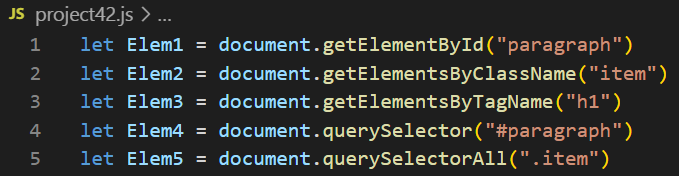 JS project42.js > ...
1 let Elem1 = document.getElementById("paragraph")
2 let Elem2 = document.getElementsByClassName("item")
3 let Elem3 = document.getElementsByTagName("h1")
4 let Elem4 = document.querySelector("#paragraph")
5 let Elem5 = document.querySelectorAll(".item")